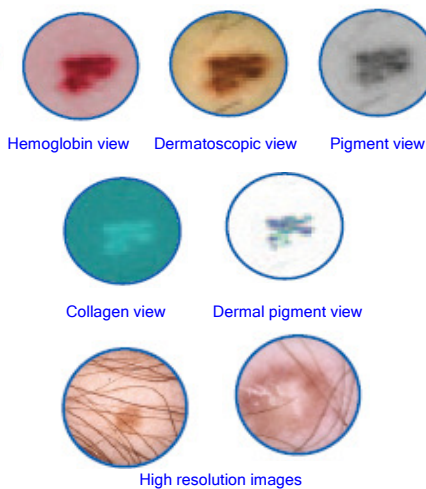 Hemoglobin view Dermatoscopic view Pigment view
Collagen view Dermal pigment view
High resolution images